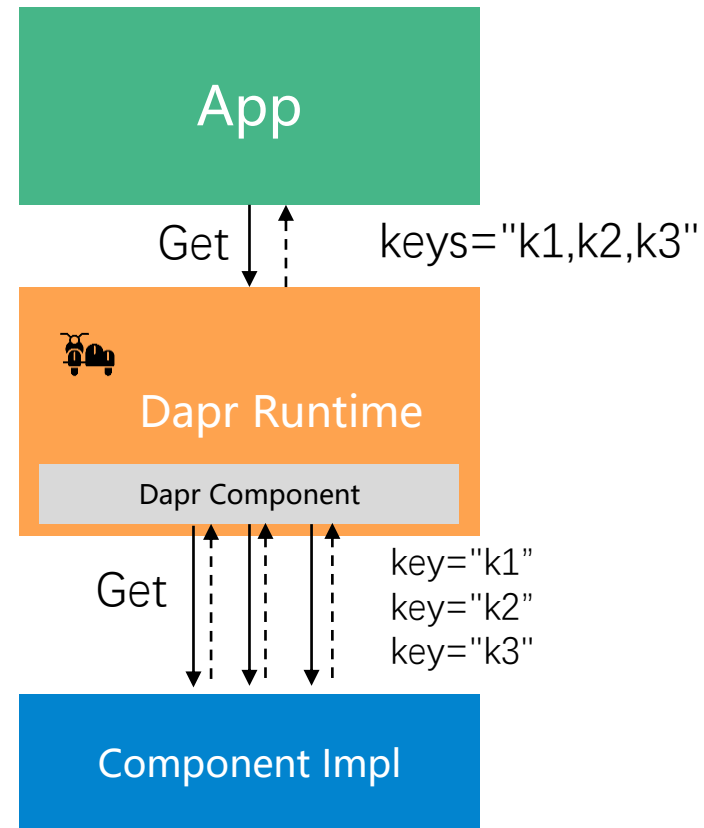 App
Get
keys="k1,k2,k3"
Dapr Runtime
Dapr Component
Get
key="k1”
key="k2”
key="k3"
Component Impl